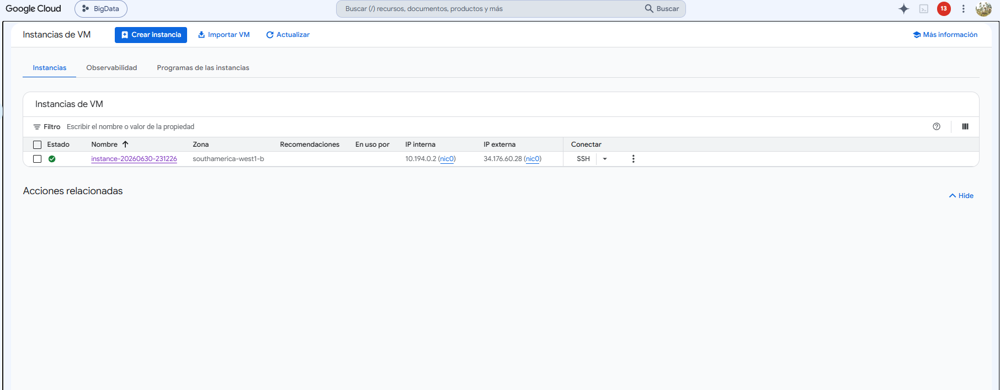 Google Cloud BigData Buscar (/) recursos, documentos, productos y más Buscar 13
Instancias de VM Crear instancia Importar VM Actualizar Más información
Instancias Observabilidad Programas de las instancias
Instancias de VM
Filtro Escribir el nombre o valor de la propiedad
Estado Nombre Zona Recomendaciones En uso por IP interna IP externa Conectar
instance-20260630-231226 southamerica-west1-b 10.194.0.2 (nic0) 34.176.60.28 (nic0) SSH
Acciones relacionadas
Hide